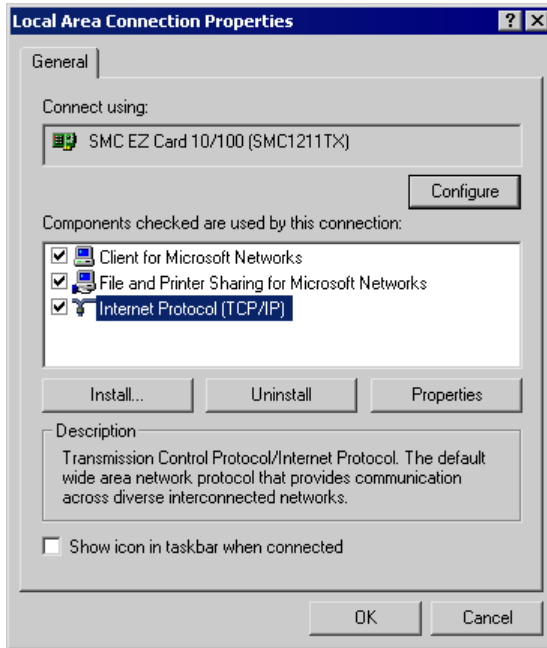 Local Area Connection Properties
General
Connect using:
SMC EZ Card 10/100 (SMC1211TX)
Configure
Components checked are used by this connection:
Client for Microsoft Networks
File and Printer Sharing for Microsoft Networks
Internet Protocol (TCP/IP)
Install... Uninstall Properties
Description
Transmission Control Protocol/Internet Protocol. The default
wide area network protocol that provides communication
across diverse interconnected networks.
Show icon in taskbar when connected
OK Cancel